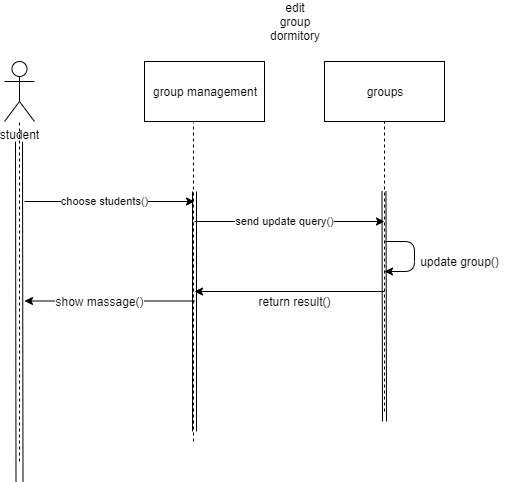 edit
group
dormitory
group management
groups
student
choose students()
send update query()
update group()
return result()
show massage()